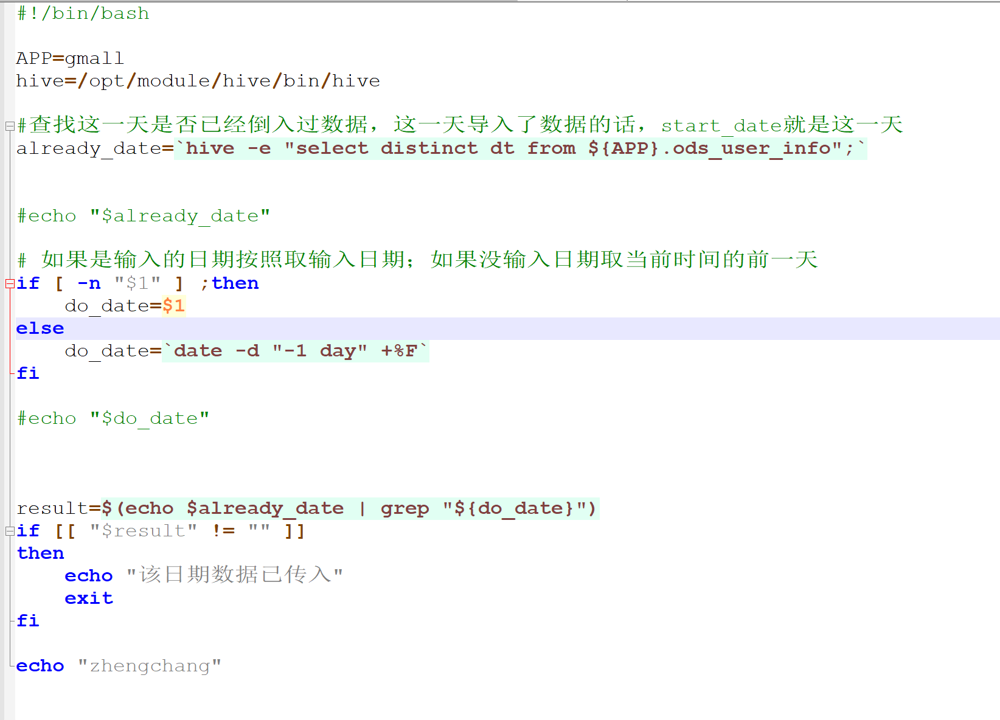 #!/bin/bash
APP=gmall
hive=/opt/module/hive/bin/hive
#查找这一天是否已经倒入过数据，这一天导入了数据的话，start_date就是这一天
already_date=`hive -e "select distinct dt from ${APP}.ods_user_info";`
#echo "$already_date"
# 如果是输入的日期按照取输入日期；如果没输入日期取当前时间的前一天
if [ -n "$1" ] ;then
    do_date=$1
else
    do_date=`date -d "-1 day" +%F`
fi
#echo "$do_date"
result=$(echo $already_date | grep "${do_date}")
if [[ "$result" != "" ]]
then
    echo "该日期数据已传入"
    exit
fi
echo "zhengchang"